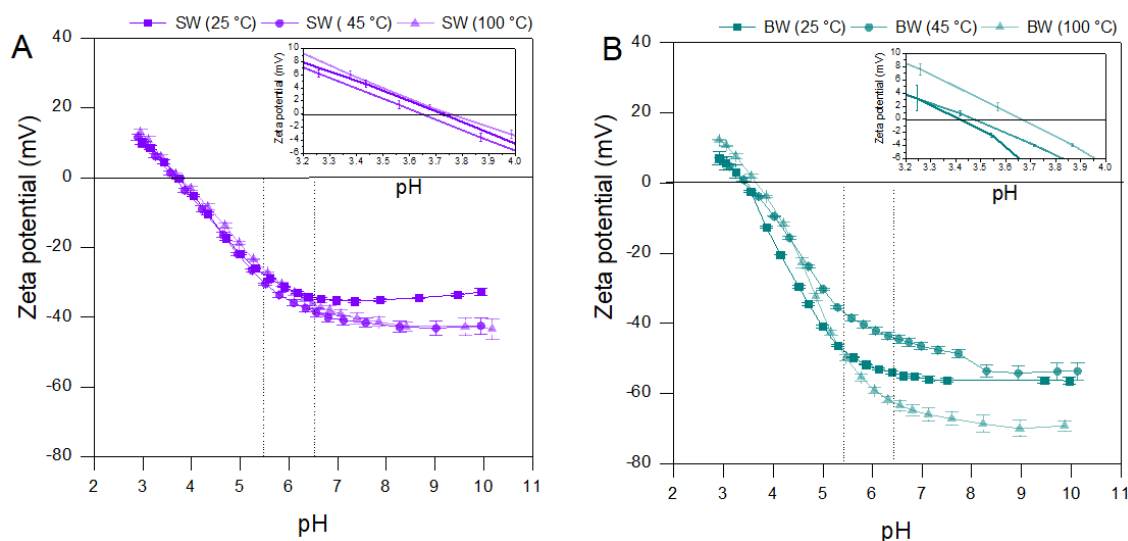 A
SW (25 °C) SW ( 45 °C) SW (100 °C)
Zeta potential (mV)
40
20
0
-20
-40
-60
-80
2 3 4 5 6 7 8 9 10 11
pH
Zeta potential (mV)
10
8
6
4
2
0
-2
-4
-6
3.2 3.3 3.4 3.5 3.6 3.7 3.8 3.9 4.0
pH
B
BW (25 °C) BW (45 °C) BW (100 °C)
Zeta potential (mV)
40
20
0
-20
-40
-60
-80
2 3 4 5 6 7 8 9 10 11
pH
Zeta potential (mV)
10
8
6
4
2
0
-2
-4
-6
3.2 3.3 3.4 3.5 3.6 3.7 3.8 3.9 4.0
pH